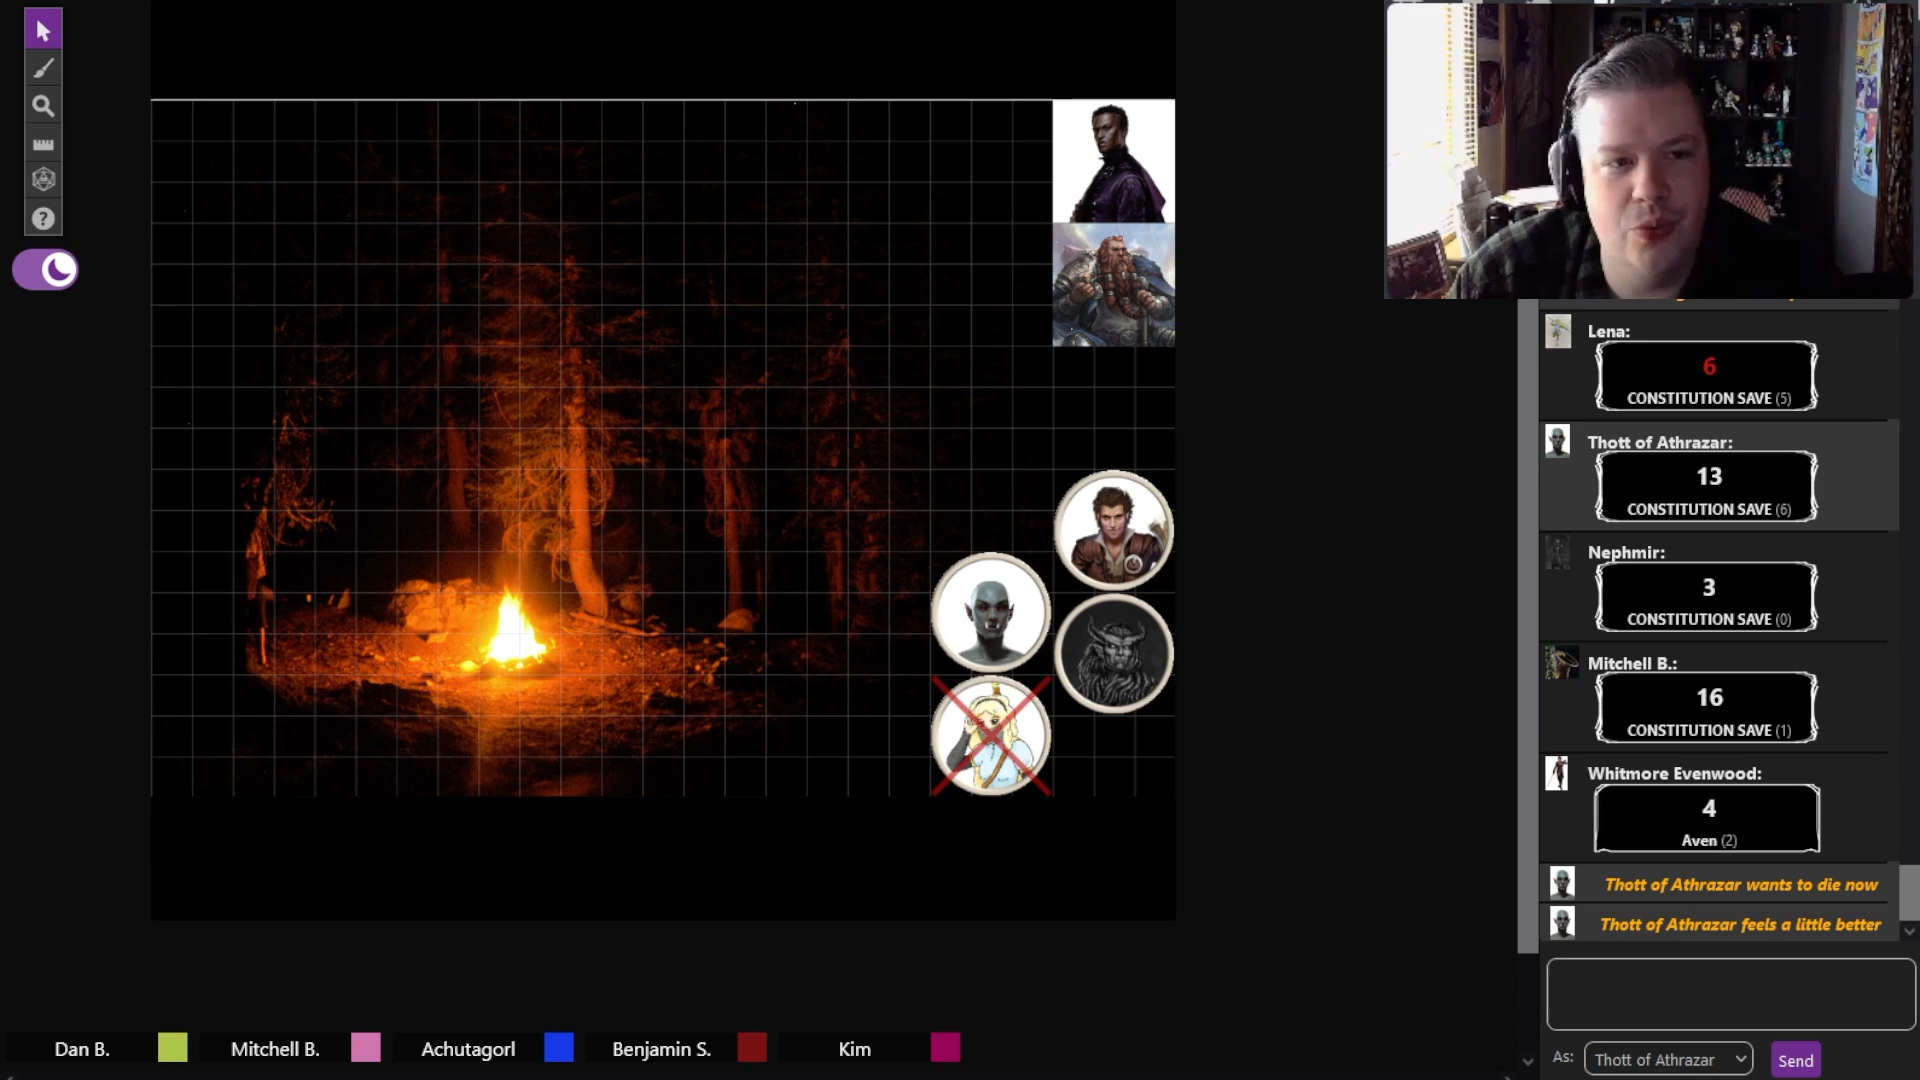 ?
Lena:
6
CONSTITUTION SAVE (5)
Thott of Athrazar:
13
CONSTITUTION SAVE (6)
Nephmir:
3
CONSTITUTION SAVE (0)
Mitchell B.:
16
CONSTITUTION SAVE (1)
Whitmore Evenwood:
4
Aven (2)
Thott of Athrazar wants to die now
Thott of Athrazar feels a little better
As: Thott of Athrazar Send
Dan B. Mitchell B. Achutagorl Benjamin S. Kim